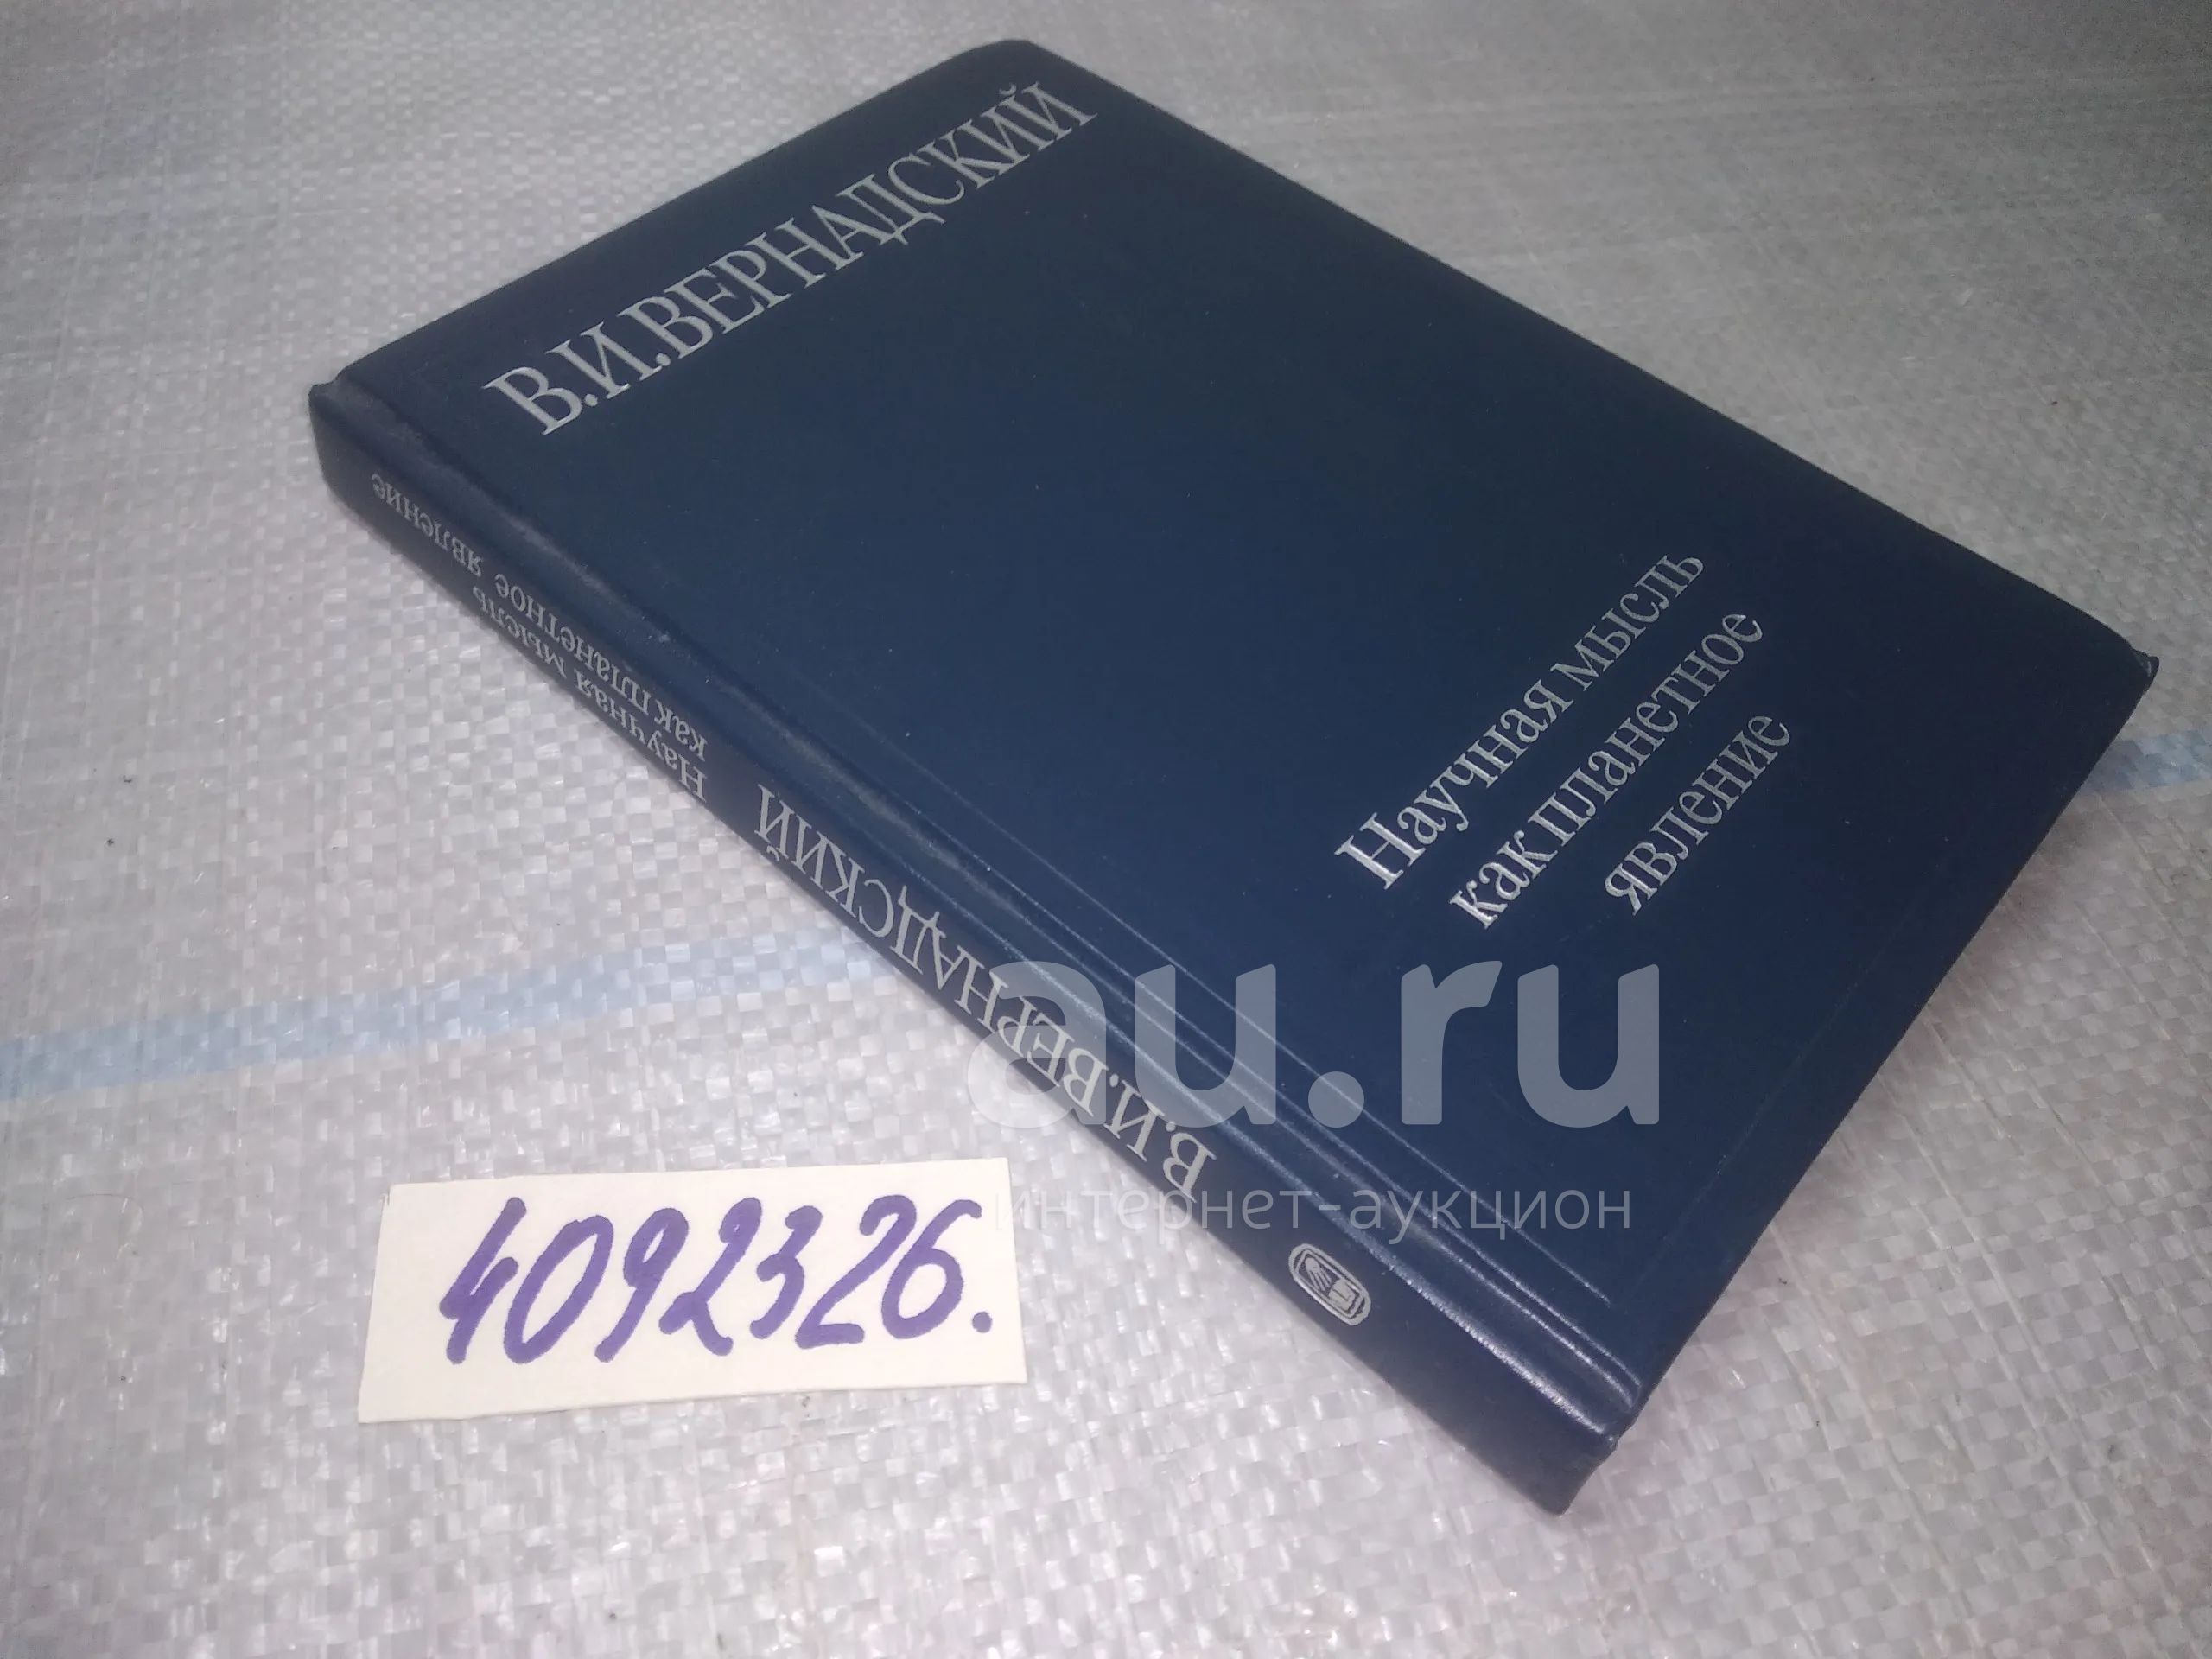 В.И.ВЕРНАДСКИЙ
Научная мысль
как планетное
явление
В.И.ВЕРНАДСКИЙ
Научная мысль
как планетное явление
au.ru
интернет-аукцион
4092326.